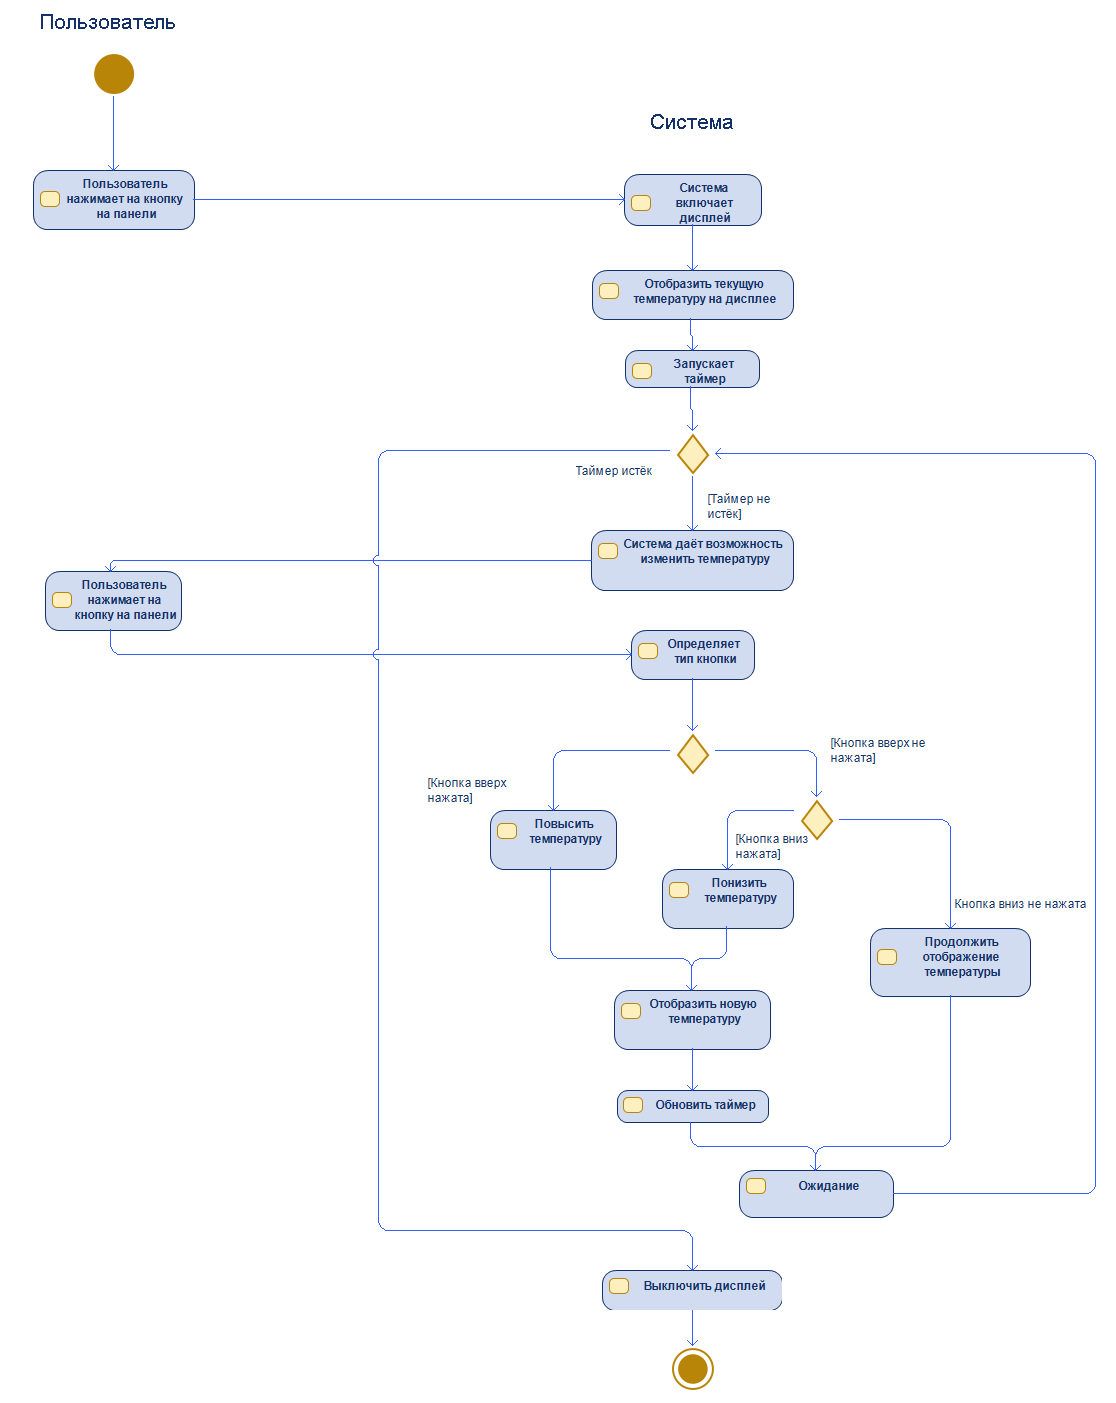 Пользователь
Система
Пользователь
нажимает на кнопку
на панели
Система
включает
дисплей
Отобразить текущую
температуру на дисплее
Запускает
таймер
Таймер истёк
[Таймер не
истёк]
Система даёт возможность
изменить температуру
Пользователь
нажимает на
кнопку на панели
Определяет
тип кнопки
[Кнопка вверх не
нажата]
[Кнопка вверх
нажата]
Повысить
температуру
[Кнопка вниз
нажата]
Понизить
температуру
Кнопка вниз не нажата
Продолжить
отображение
температуры
Отобразить новую
температуру
Обновить таймер
Ожидание
Выключить дисплей